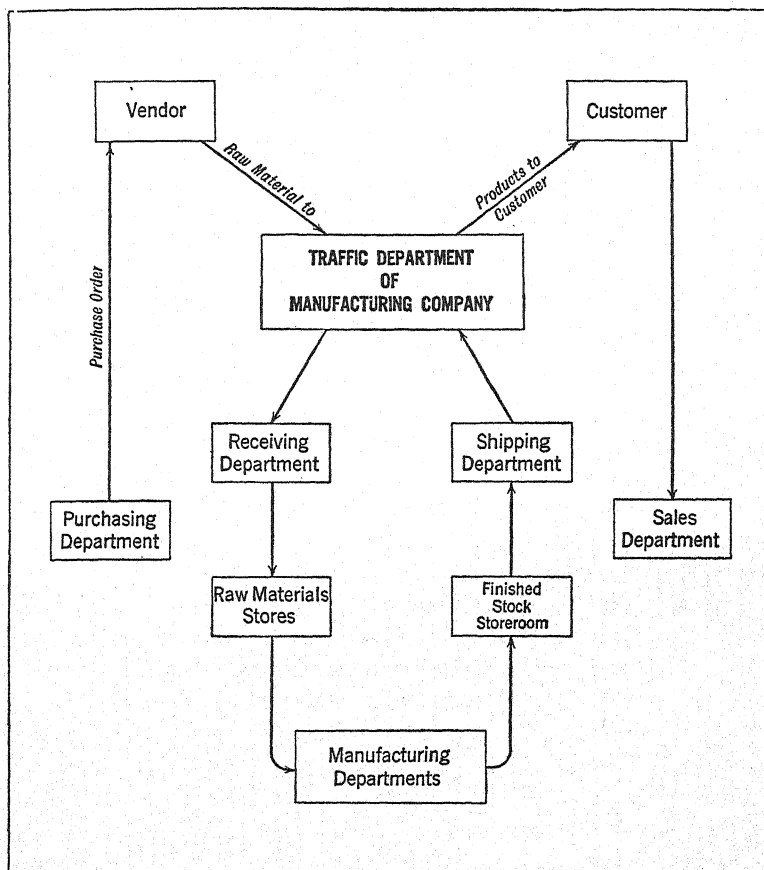 Vendor
Customer
Raw Material to
Products to
Customer
TRAFFIC DEPARTMENT
OF
MANUFACTURING COMPANY
Purchase Order
Receiving
Department
Shipping
Department
Purchasing
Department
Sales
Department
Raw Materials
Stores
Finished
Stock
Storeroom
Manufacturing
Departments